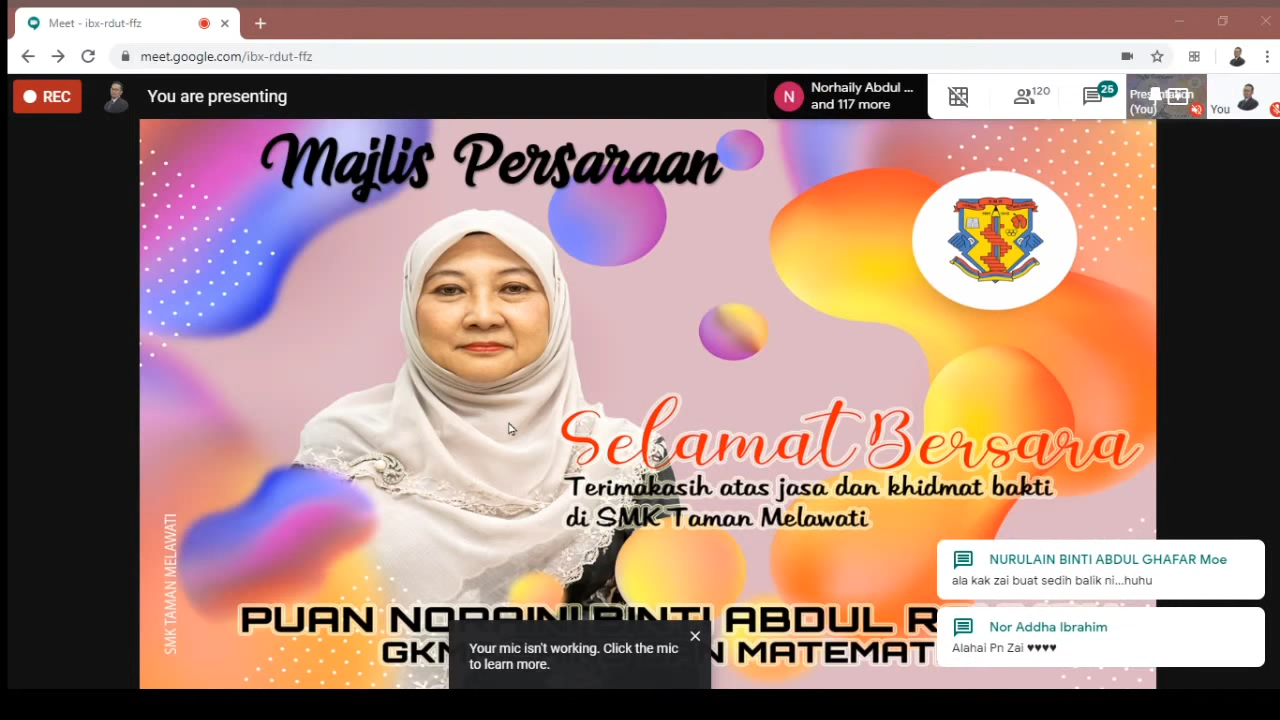 Meet - ibx-rdut-ffz
meet.google.com/ibx-rdut-ffz
REC
You are presenting
N
Norhaily Abdul ...
and 117 more
120
25
Presentation
(You)
You
Majlis Persaraan
Selamat Bersara
Terimakasih atas jasa dan khidmat bakti
di SMK Taman Melawati
SMK TAMAN MELAWATI
NURULAIN BINTI ABDUL GHAFAR Moe
ala kak zai buat sedih balik ni...huhu
PUAN NORAINI BINTI ABDUL
Nor Addha Ibrahim
Alahai Pn Zai ♥♥♥♥
Your mic isn't working. Click the mic
to learn more.